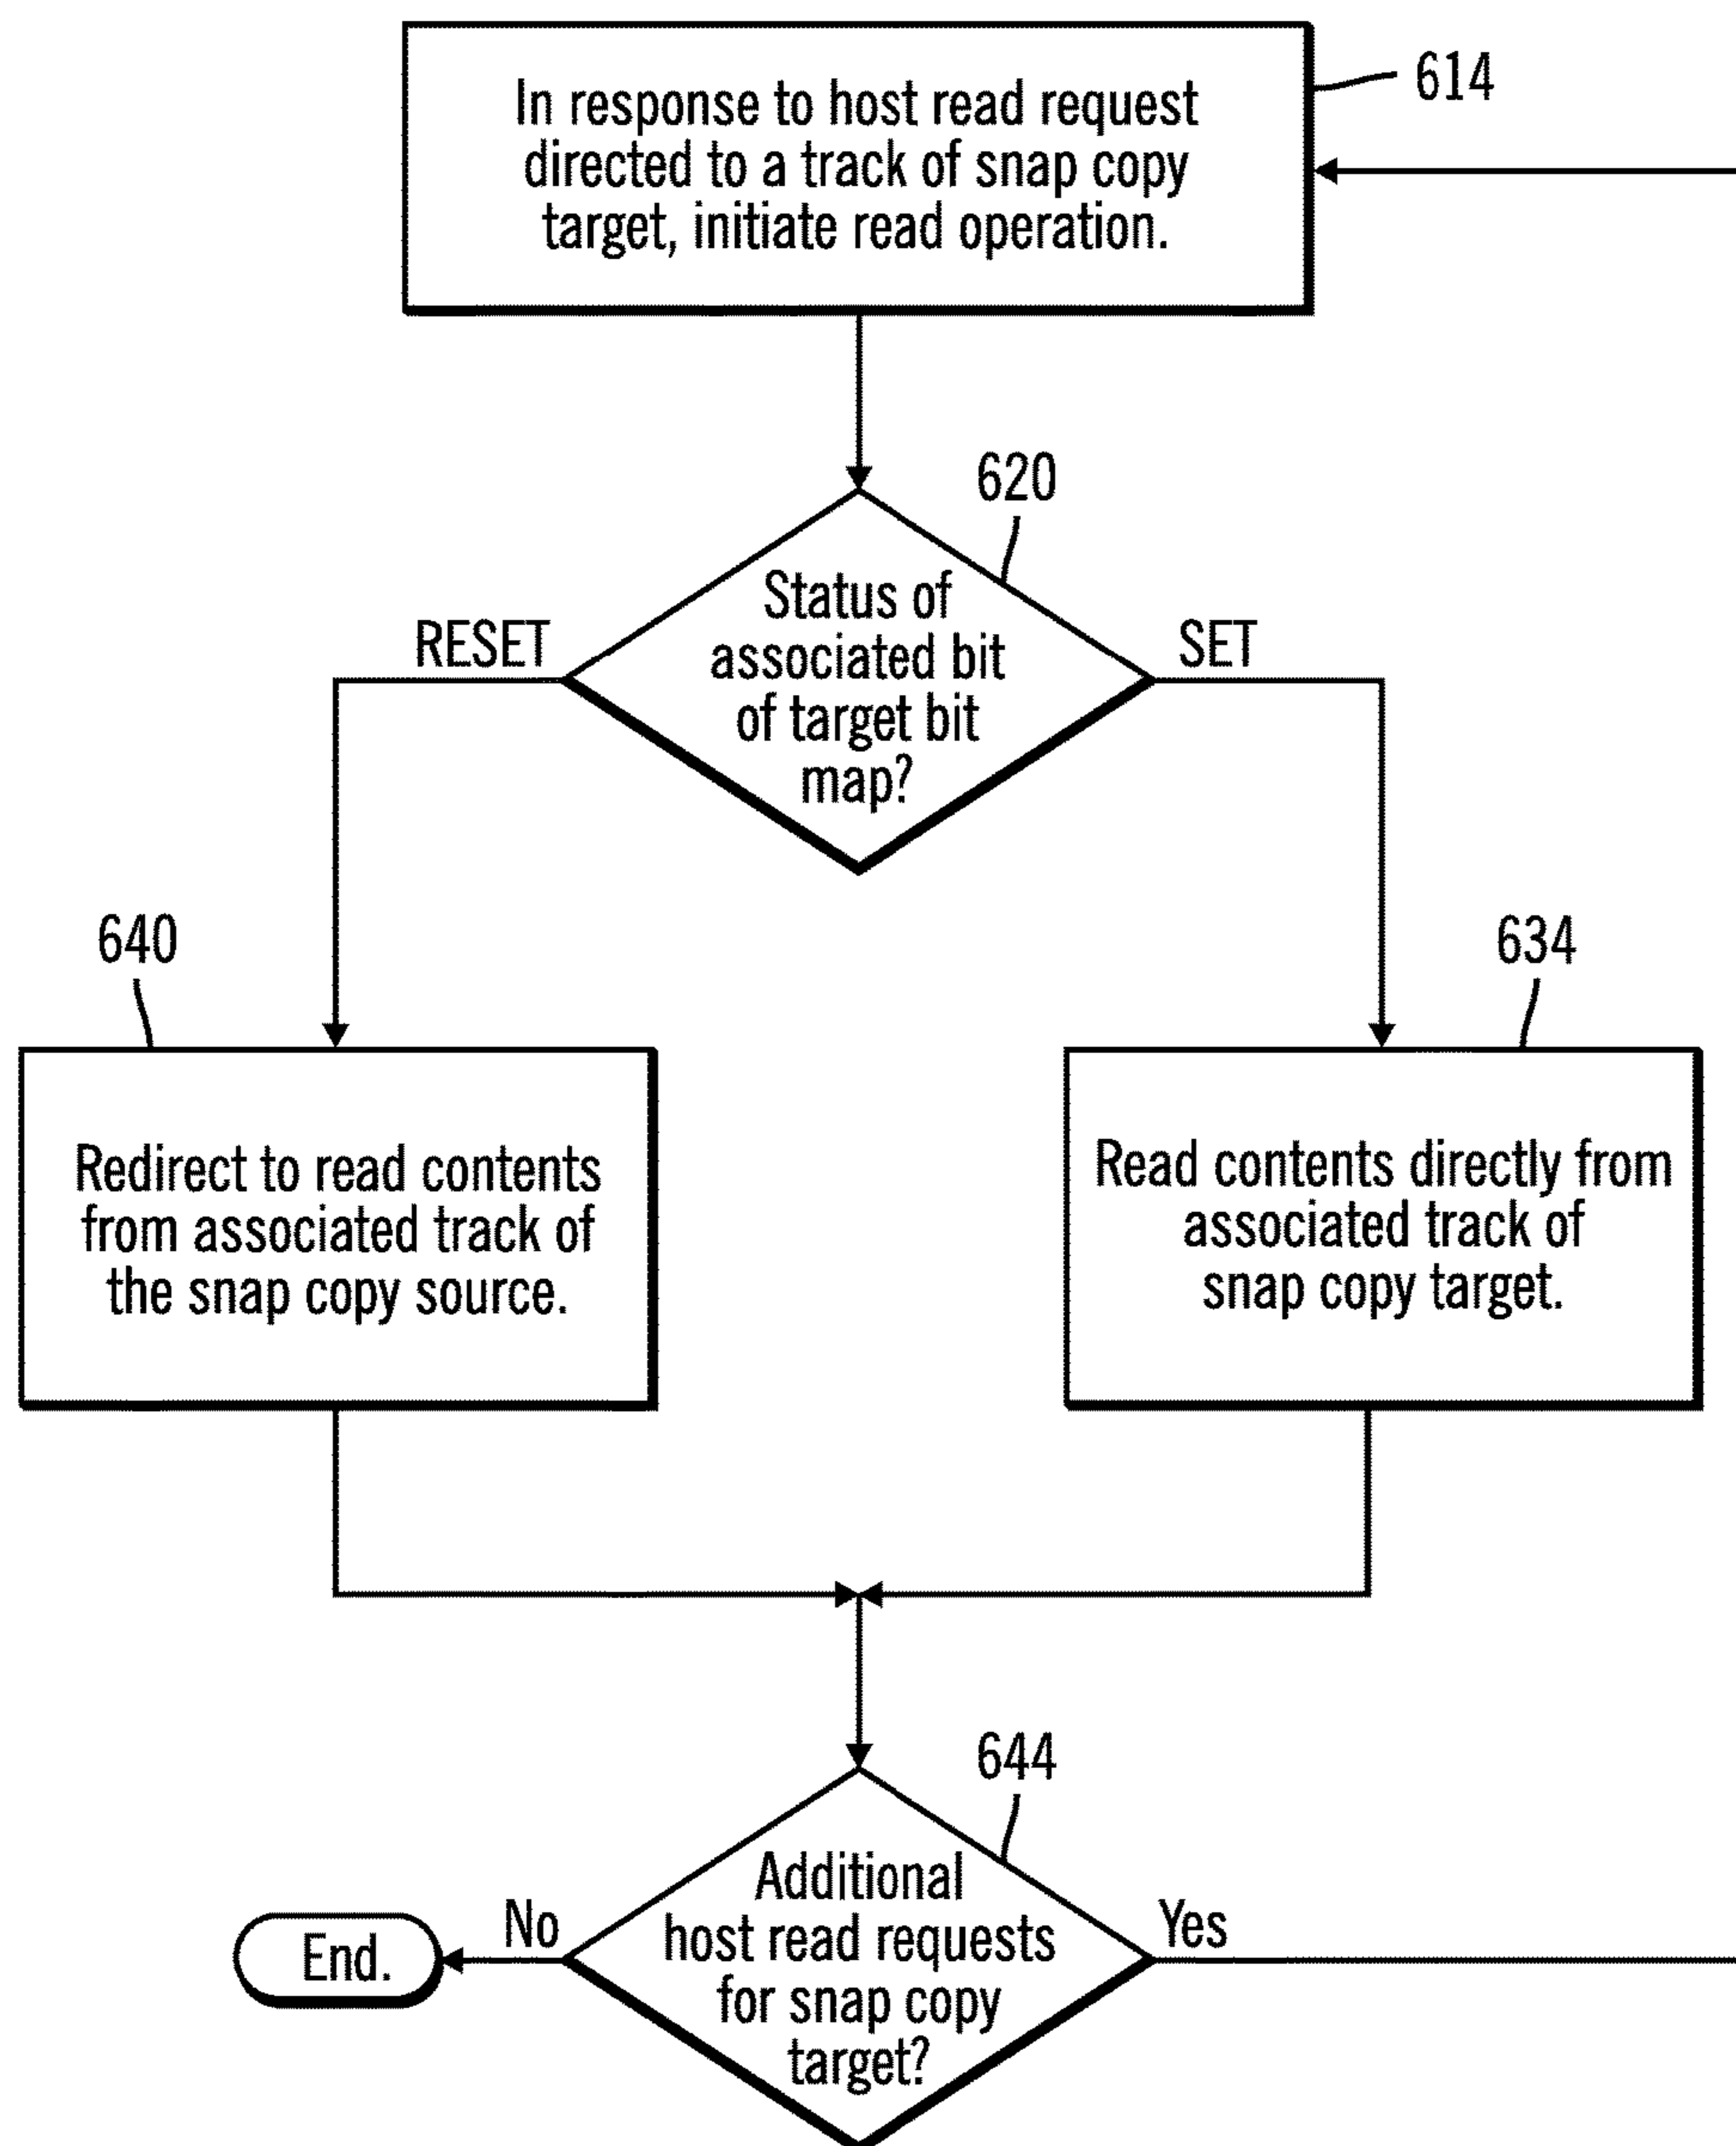 In response to host read request
directed to a track of snap copy
target, initiate read operation.
614
620
Status of
associated bit
of target bit
map?
RESET
SET
640
634
Redirect to read contents
from associated track of
the snap copy source.
Read contents directly from
associated track of
snap copy target.
644
Additional
host read requests
for snap copy
target?
No
Yes
End.